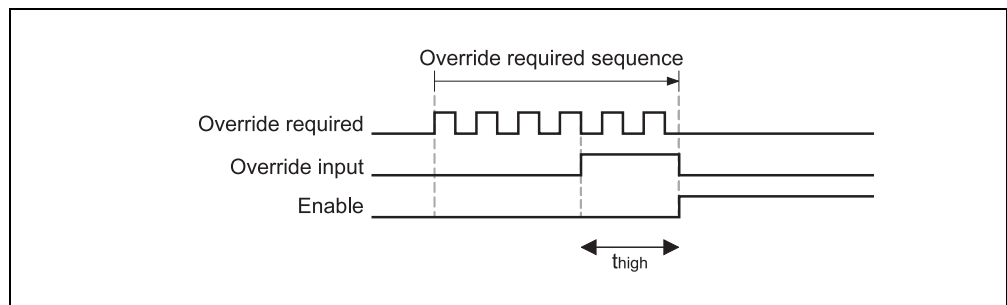 Override required sequence
Override required
Override input
Enable
thigh